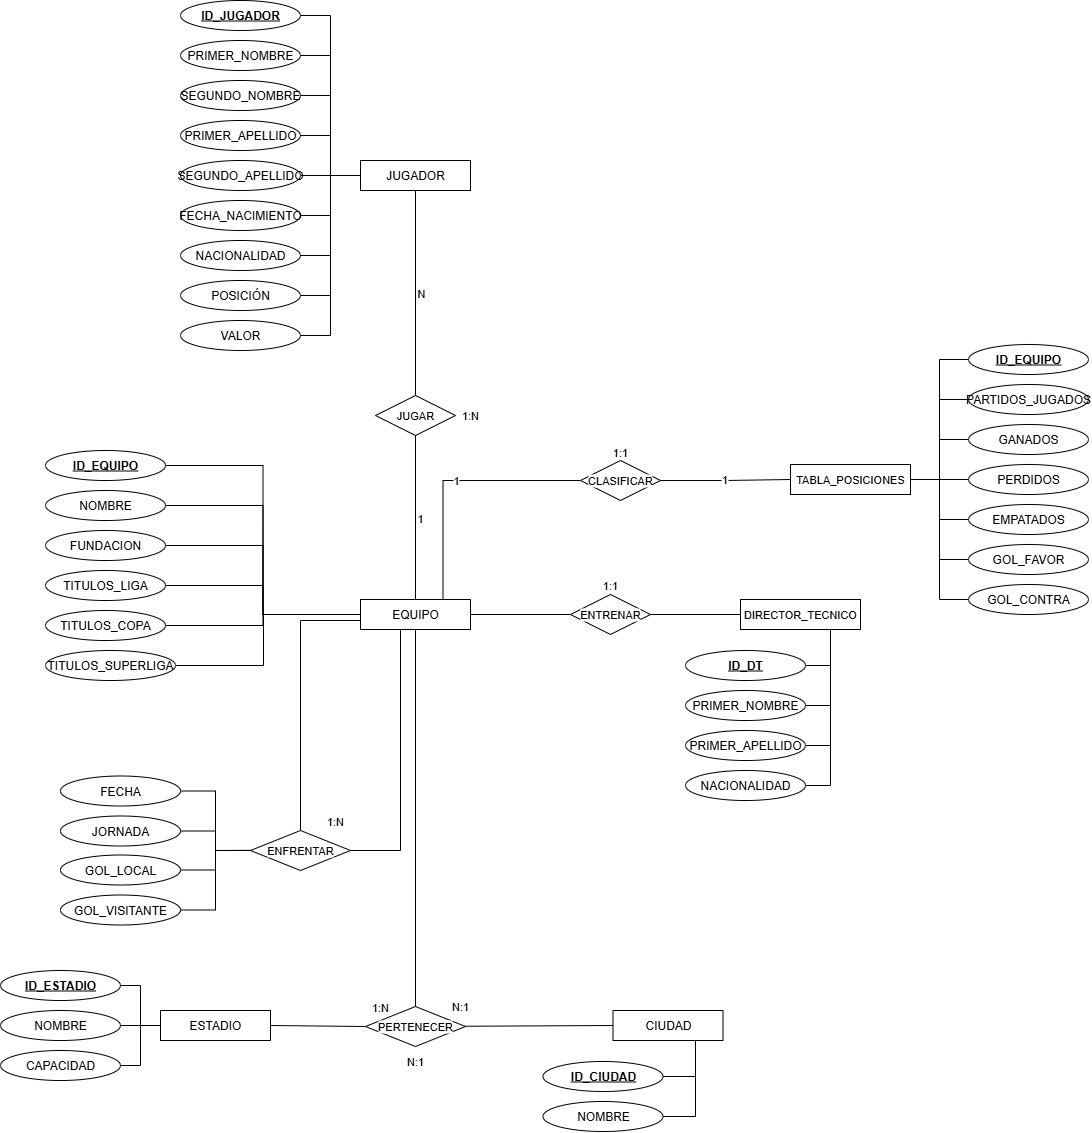 ID_JUGADOR
PRIMER_NOMBRE
SEGUNDO_NOMBRE
PRIMER_APELLIDO
SEGUNDO_APELLIDO
JUGADOR
FECHA_NACIMIENTO
NACIONALIDAD
POSICIÓN
VALOR
N
JUGAR
1:N
1
ID_EQUIPO
PARTIDOS_JUGADOS
GANADOS
PERDIDOS
EMPATADOS
GOL_FAVOR
GOL_CONTRA
TABLA_POSICIONES
1
1:1
CLASIFICAR
1
ID_EQUIPO
NOMBRE
FUNDACION
TITULOS_LIGA
TITULOS_COPA
TITULOS_SUPERLIGA
EQUIPO
1:1
ENTRENAR
DIRECTOR_TECNICO
ID_DT
PRIMER_NOMBRE
PRIMER_APELLIDO
NACIONALIDAD
FECHA
JORNADA
GOL_LOCAL
GOL_VISITANTE
1:N
ENFRENTAR
ID_ESTADIO
NOMBRE
CAPACIDAD
ESTADIO
1:N
N:1
PERTENECER
N:1
CIUDAD
ID_CIUDAD
NOMBRE